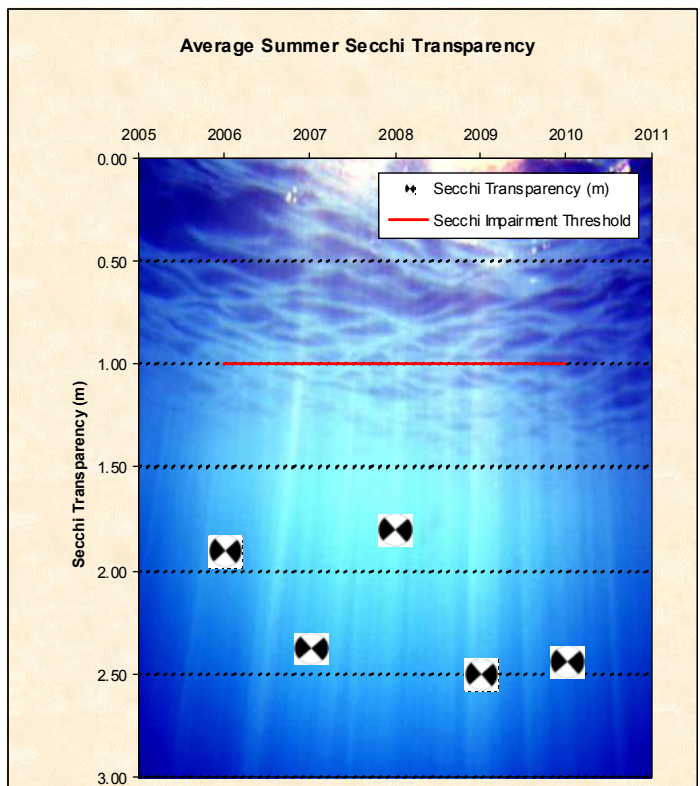 Average Summer Secchi Transparency
2005 2006 2007 2008 2009 2010 2011
0.00
Secchi Transparency (m)
Secchi Impairment Threshold
0.50
1.00
1.50
2.00
2.50
3.00
Secchi Transparency (m)